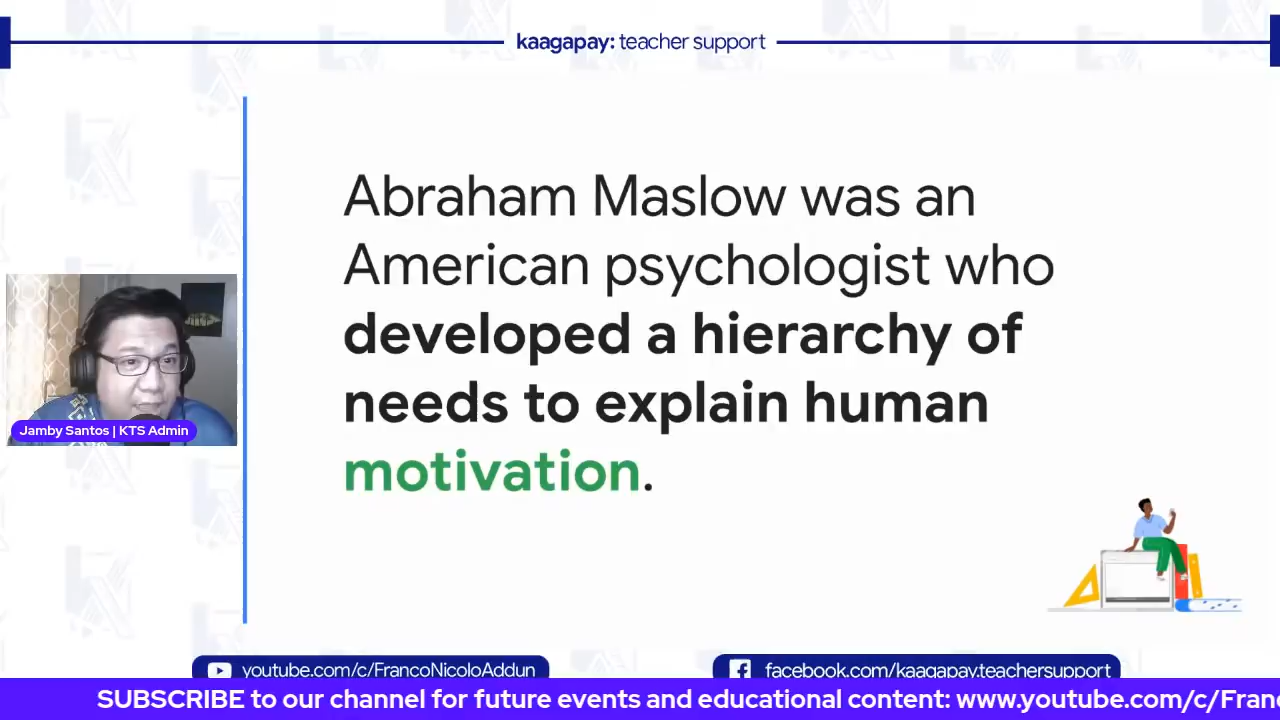 kaagapay: teacher support
Abraham Maslow was an
American psychologist who
developed a hierarchy of
needs to explain human
motivation.
Jamby Santos | KTS Admin
youtube.com/c/FrancoNicoloAddun
facebook.com/kaagapay.teachersupport
SUBSCRIBE to our channel for future events and educational content: www.youtube.com/c/Fran